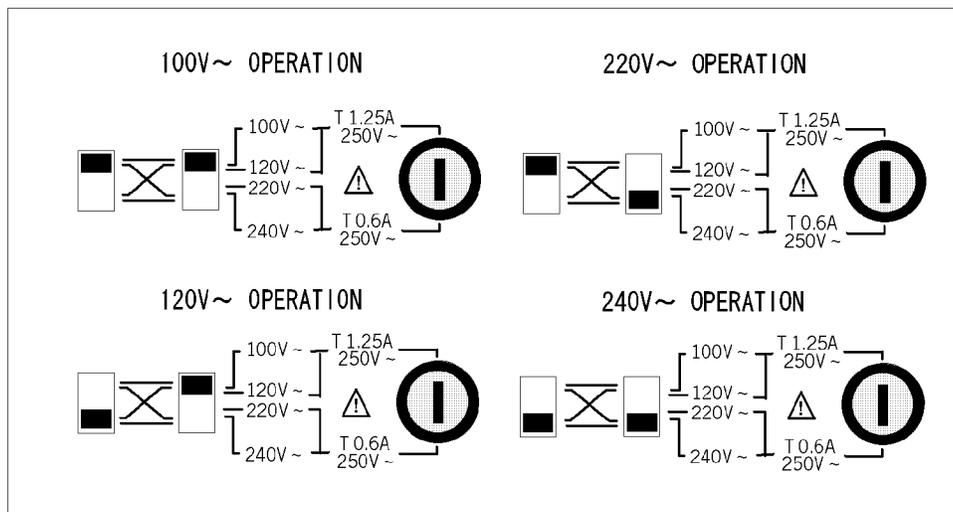 100V~ OPERATION
100V~
120V~
220V~
240V~
T 1.25A
250V~
T 0.6A
250V~
220V~ OPERATION
100V~
120V~
220V~
240V~
T 1.25A
250V~
T 0.6A
250V~
120V~ OPERATION
100V~
120V~
220V~
240V~
T 1.25A
250V~
T 0.6A
250V~
240V~ OPERATION
100V~
120V~
220V~
240V~
T 1.25A
250V~
T 0.6A
250V~